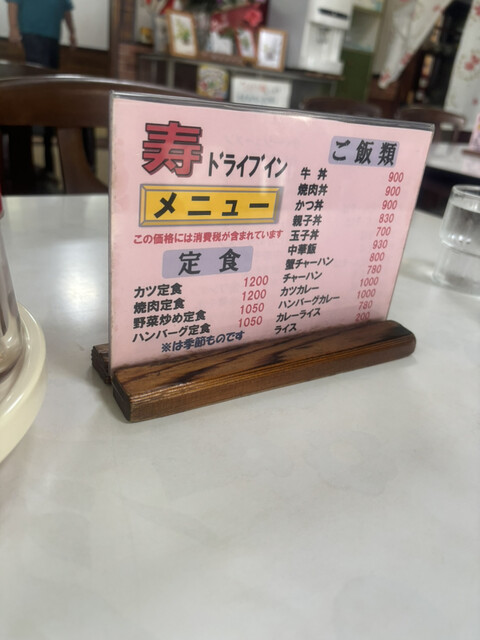 寿 ドライブイン
メニュー
この価格には消費税が含まれています
定食
カツ定食 1200
焼肉定食 1200
野菜炒め定食 1050
ハンバーグ定食 1050
※は季節ものです
ご飯類
牛丼 900
焼肉丼 900
かつ丼 900
親子丼 830
玉子丼 700
中華飯 930
蟹チャーハン 800
チャーハン 780
カツカレー 1000
ハンバーグカレー 1000
カレーライス 780
ライス 200